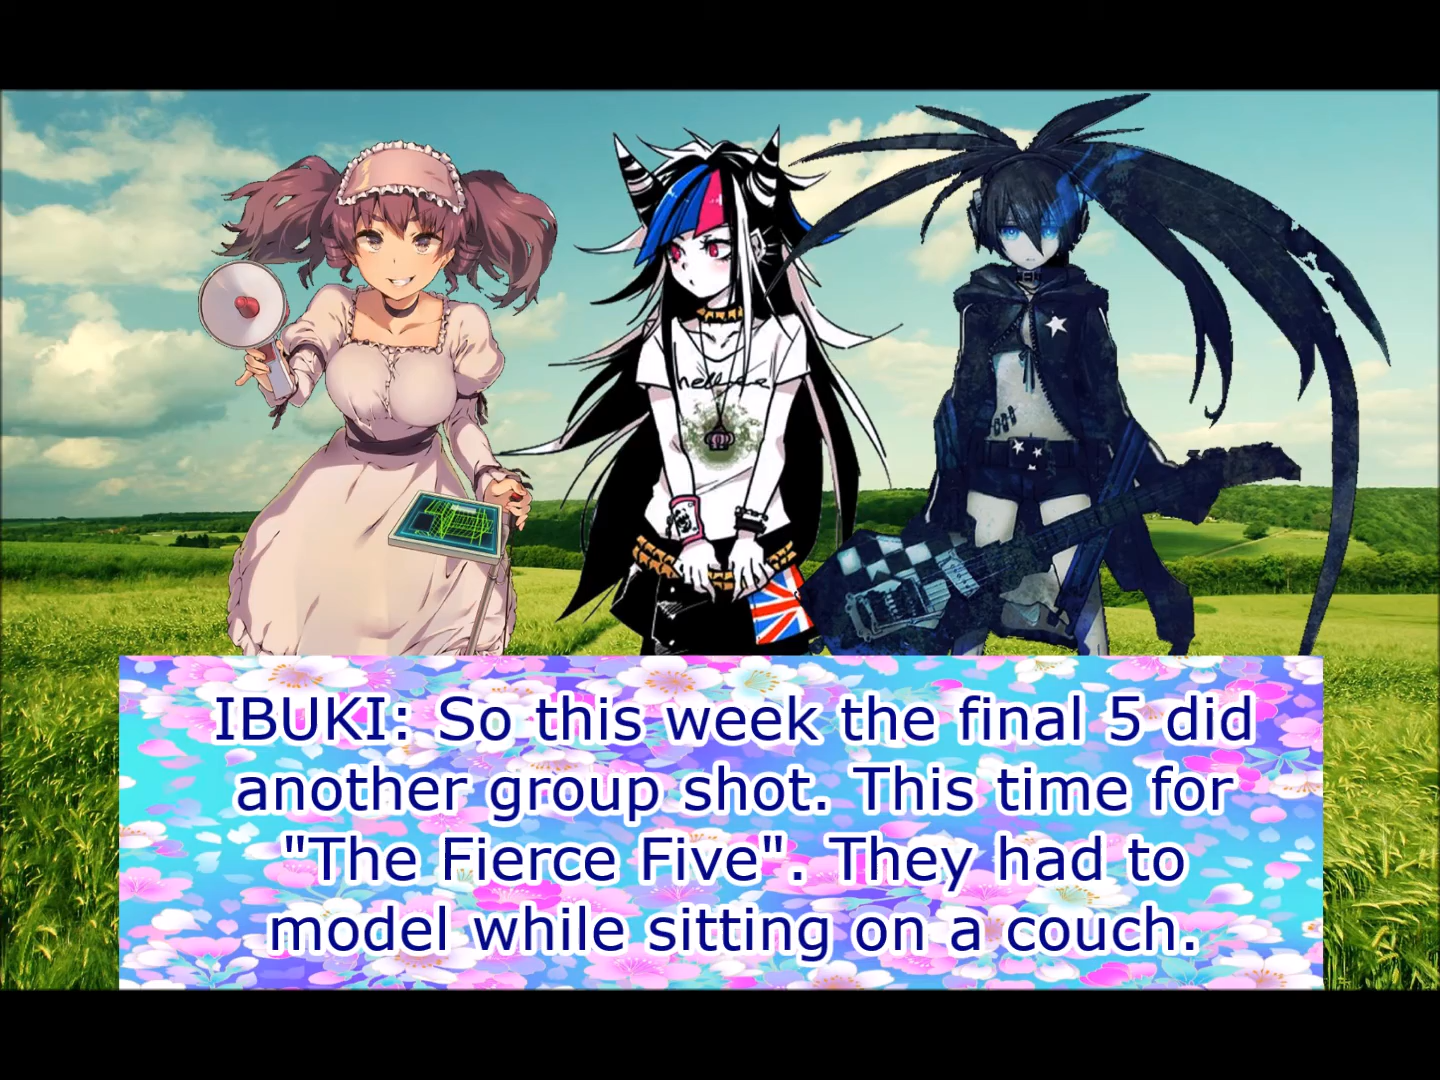 IBUKI: So this week the final 5 did
another group shot. This time for
"The Fierce Five". They had to
model while sitting on a couch.